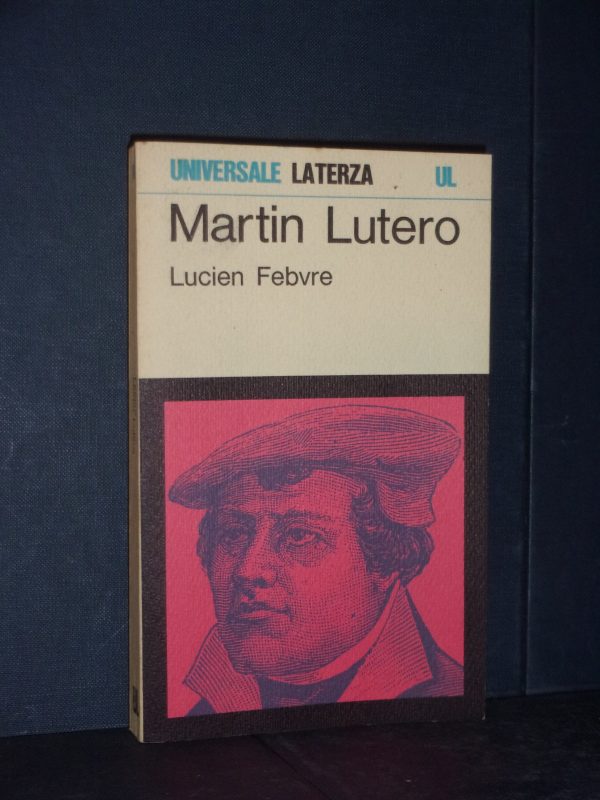 UNIVERSALE LATERZA UL
Martin Lutero
Lucien Febvre